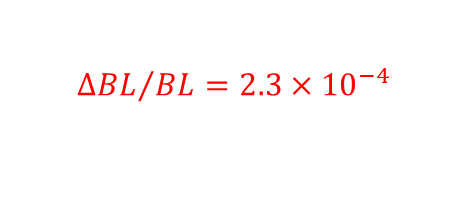 ΔBL/BL = 2.3 × 10⁻⁴